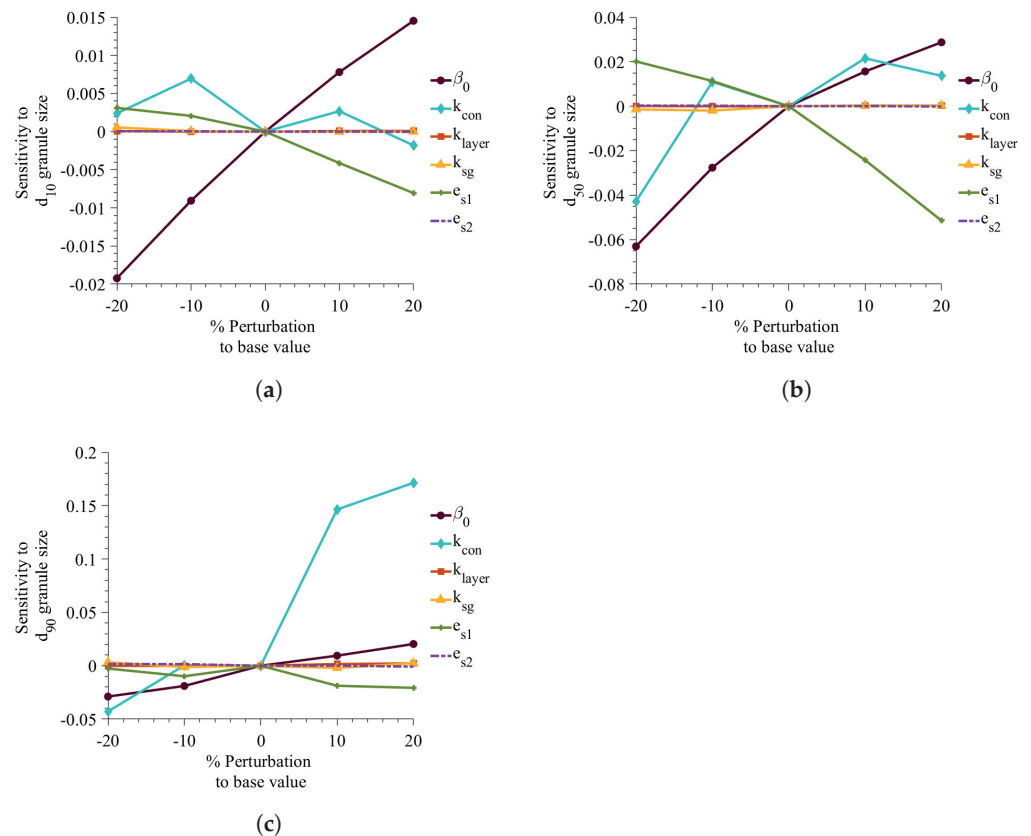 Sensitivity to
d10 granule size
0.015
0.01
0.005
0
-0.005
-0.01
-0.015
-0.02
-20
-10
0
10
20
% Perturbation
to base value
β0
kcon
klayer
ksg
es1
es2
(a)
Sensitivity to
d50 granule size
0.04
0.02
0
-0.02
-0.04
-0.06
-0.08
-20
-10
0
10
20
% Perturbation
to base value
β0
kcon
klayer
ksg
es1
es2
(b)
Sensitivity to
d90 granule size
0.2
0.15
0.1
0.05
0
-0.05
-20
-10
0
10
20
% Perturbation
to base value
β0
kcon
klayer
ksg
es1
es2
(c)